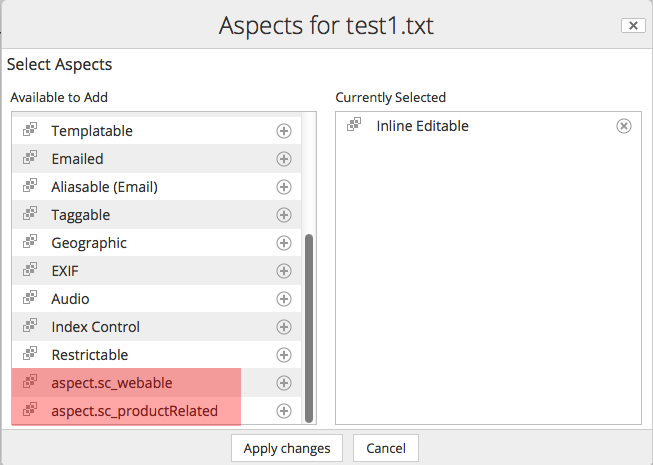 Aspects for test1.txt
Select Aspects
Available to Add
Currently Selected
Templatable
Emailed
Aliasable (Email)
Taggable
Geographic
EXIF
Audio
Index Control
Restrictable
aspect.sc_webable
aspect.sc_productRelated
Inline Editable
Apply changes
Cancel